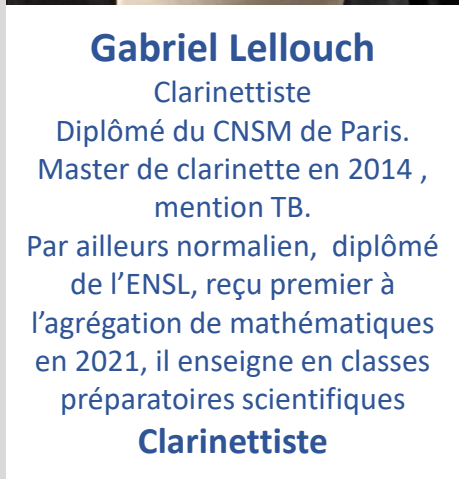 Gabriel Lellouch
Clarinettiste
Diplômé du CNSM de Paris.
Master de clarinette en 2014 ,
mention TB.
Par ailleurs normalien,  diplômé
de l’ENSL, reçu premier à
l’agrégation de mathématiques
en 2021, il enseigne en classes
préparatoires scientifiques
Clarinettiste